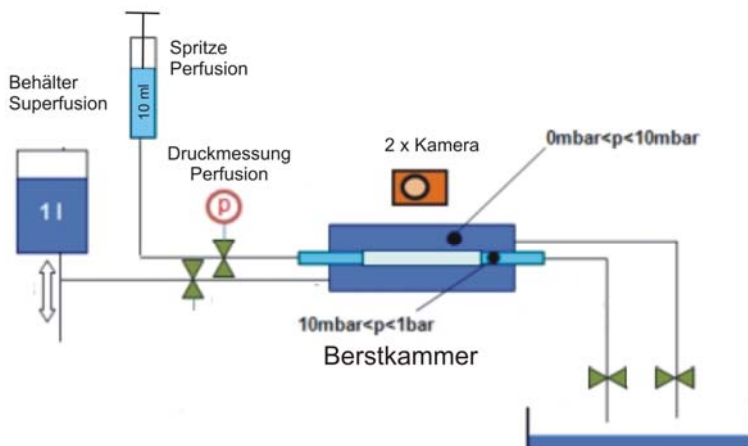 Spritze
Perfusion
Behälter
Superfusion
10 ml
Druckmessung
Perfusion
2 x Kamera
0mbar<p<10mbar
1 l
p
10mbar<p<1bar
Berstkammer